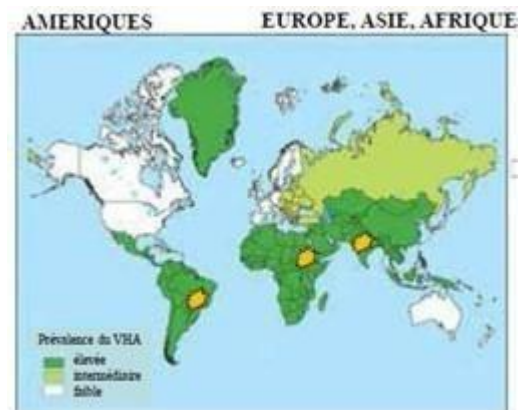 AMERIQUES EUROPE, ASIE, AFRIQUE
Prévalence du VHA
élevée
intermédiaire
faible